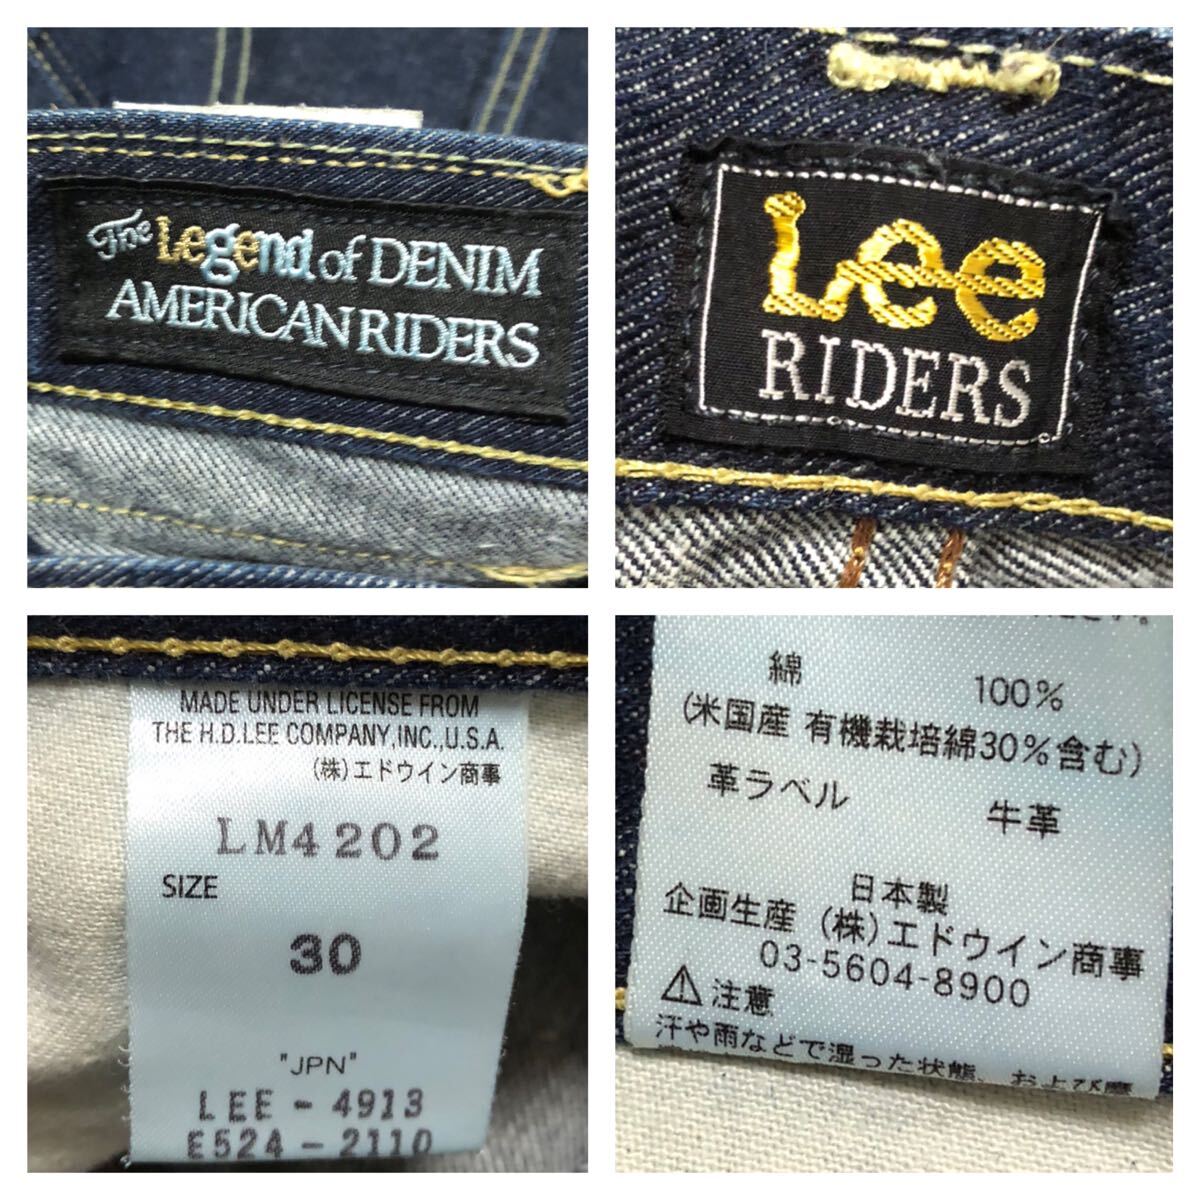 The Legend of DENIM
AMERICAN RIDERS
Lee
RIDERS
MADE UNDER LICENSE FROM
THE H.D.LEE COMPANY,INC.,U.S.A.
(株)エドウイン商事
LM4202
SIZE
30
"JPN"
LEE-4913
E524-2110
綿 100%
(米国産 有機栽培綿30%含む)
革ラベル 牛革
日本製
企画生産 (株)エドウイン商事
03-5604-8900
⚠注意
汗や雨などで湿った状態、および摩